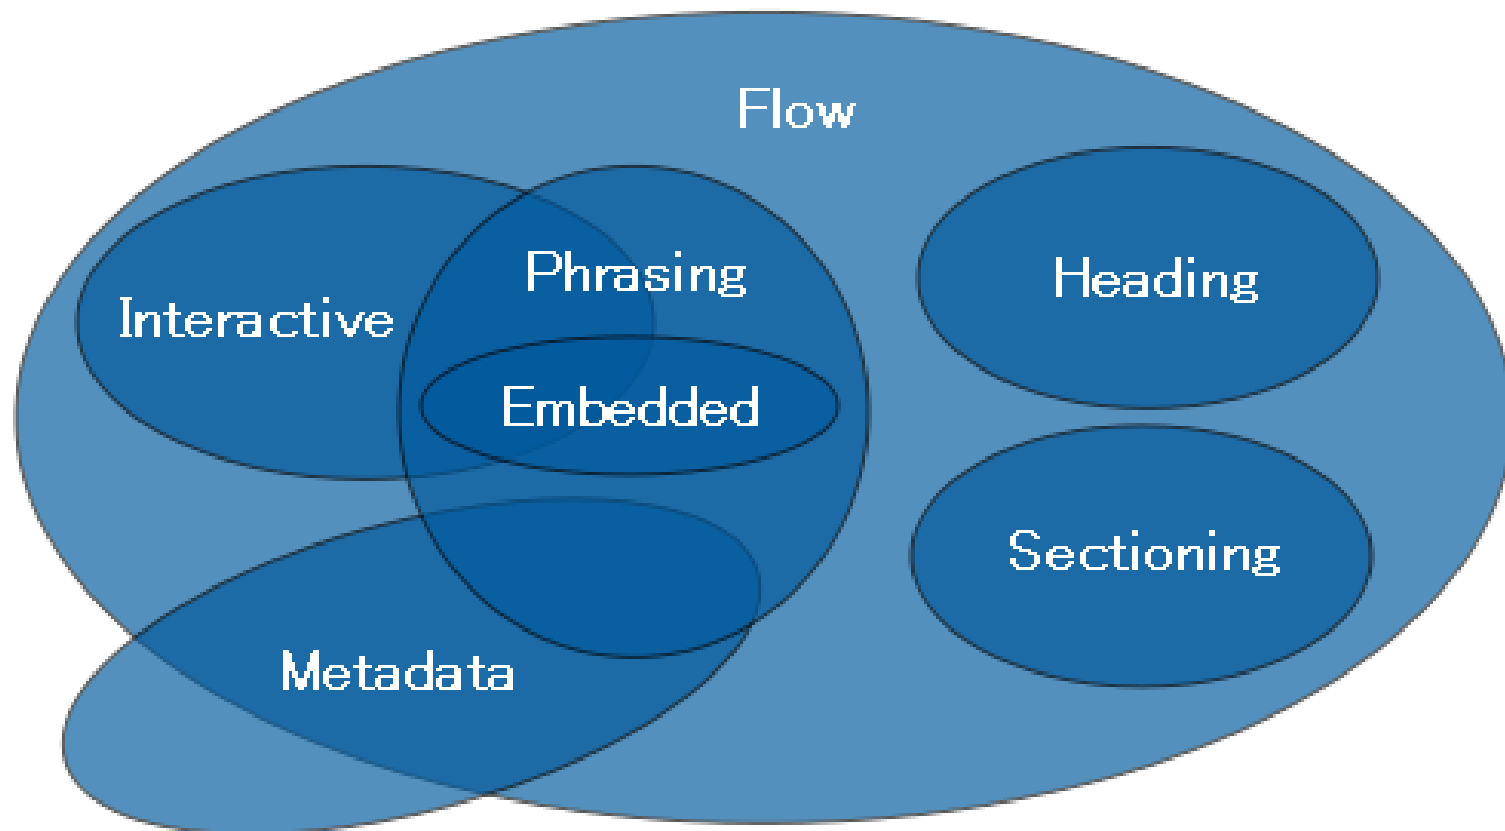 Flow
Phrasing
Heading
Interactive
Embedded
Sectioning
Metadata